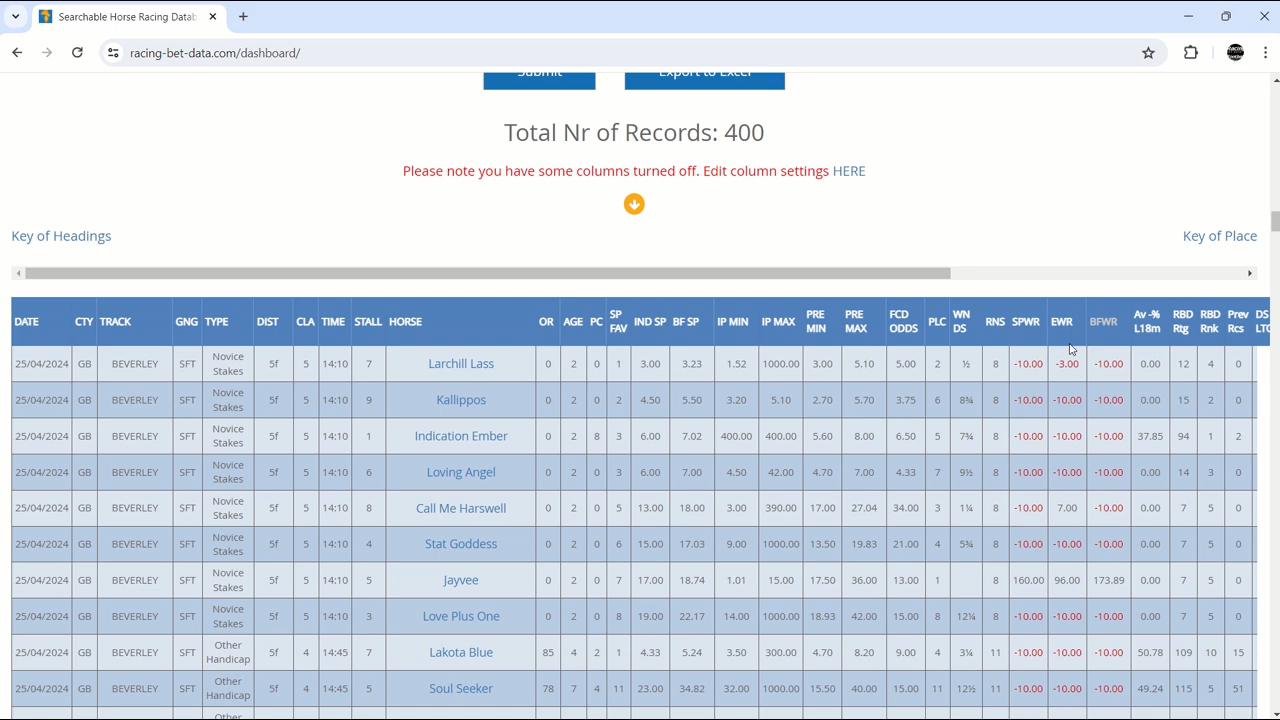 Searchable Horse Racing Datab
racing-bet-data.com/dashboard/
Submit Export to Excel
Total Nr of Records: 400
Please note you have some columns turned off. Edit column settings HERE
Key of Headings Key of Place
DATE CTY TRACK GNG TYPE DIST CLA TIME STALL HORSE OR AGE PC SP FAV IND SP BF SP IP MIN IP MAX PRE MIN PRE MAX FCD ODDS PLC WN DS RNS SPWR EWR BFWR Av -% L18m RBD Rtg RBD Rnk Prev Rcs DS LTO
25/04/2024 GB BEVERLEY SFT Novice Stakes 5f 5 14:10 7 Larchill Lass 0 2 0 1 3.00 3.23 1.52 1000.00 3.00 5.10 5.00 2 ½ 8 -10.00 -3.00 -10.00 0.00 12 4 0
25/04/2024 GB BEVERLEY SFT Novice Stakes 5f 5 14:10 9 Kallippos 0 2 0 2 4.50 5.50 3.20 5.10 2.70 5.70 3.75 6 8¾ 8 -10.00 -10.00 -10.00 0.00 15 2 0
25/04/2024 GB BEVERLEY SFT Novice Stakes 5f 5 14:10 1 Indication Ember 0 2 8 3 6.00 7.02 400.00 400.00 5.60 8.00 6.50 5 7¾ 8 -10.00 -10.00 -10.00 37.85 94 1 2
25/04/2024 GB BEVERLEY SFT Novice Stakes 5f 5 14:10 6 Loving Angel 0 2 0 3 6.00 7.00 4.50 42.00 4.70 7.00 4.33 7 9½ 8 -10.00 -10.00 -10.00 0.00 14 3 0
25/04/2024 GB BEVERLEY SFT Novice Stakes 5f 5 14:10 8 Call Me Harswell 0 2 0 5 13.00 18.00 3.00 390.00 17.00 27.04 34.00 3 1¼ 8 -10.00 7.00 -10.00 0.00 7 5 0
25/04/2024 GB BEVERLEY SFT Novice Stakes 5f 5 14:10 4 Stat Goddess 0 2 0 6 15.00 17.03 9.00 1000.00 13.50 19.83 21.00 4 5¾ 8 -10.00 -10.00 -10.00 0.00 7 5 0
25/04/2024 GB BEVERLEY SFT Novice Stakes 5f 5 14:10 5 Jayvee 0 2 0 7 17.00 18.74 1.01 15.00 17.50 36.00 13.00 1 8 160.00 96.00 173.89 0.00 7 5 0
25/04/2024 GB BEVERLEY SFT Novice Stakes 5f 5 14:10 3 Love Plus One 0 2 0 8 19.00 22.17 14.00 1000.00 18.93 42.00 15.00 8 12¼ 8 -10.00 -10.00 -10.00 0.00 7 5 0
25/04/2024 GB BEVERLEY SFT Other Handicap 5f 4 14:45 7 Lakota Blue 85 4 2 1 4.33 5.24 3.50 300.00 4.70 8.20 9.00 4 3¼ 11 -10.00 -10.00 -10.00 50.78 109 10 15
25/04/2024 GB BEVERLEY SFT Other Handicap 5f 4 14:45 5 Soul Seeker 78 7 4 11 23.00 34.82 32.00 1000.00 15.50 40.00 15.00 11 12½ 11 -10.00 -10.00 -10.00 49.24 115 5 51
Other